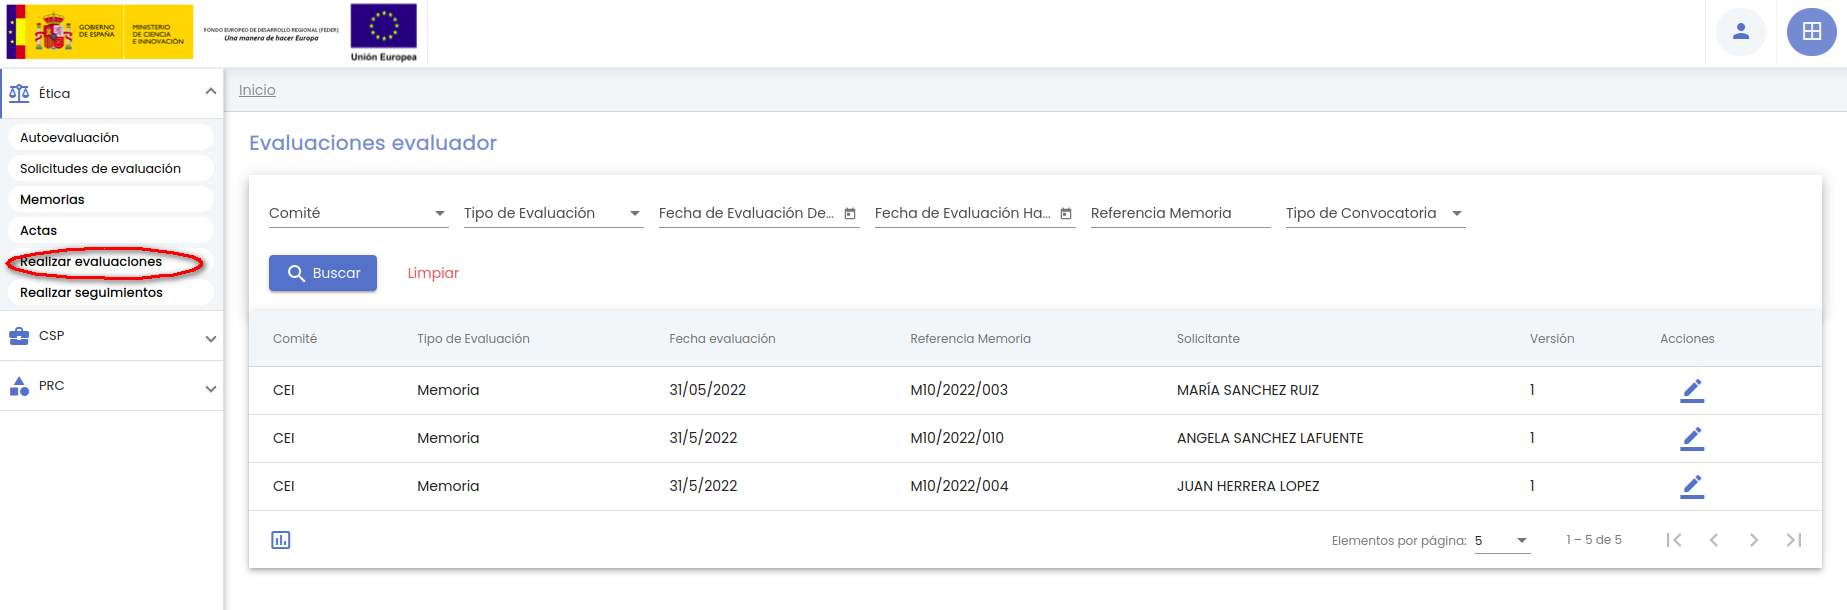 GOBIERNO
DE ESPAÑA
MINISTERIO
DE CIENCIA
E INNOVACIÓN
FONDO EUROPEO DE DESARROLLO REGIONAL (FEDER)
Una manera de hacer Europa
Unión Europea
Ética
Autoevaluación
Solicitudes de evaluación
Memorias
Actas
Realizar evaluaciones
Realizar seguimientos
CSP
PRC
Inicio
Evaluaciones evaluador
Comité Tipo de Evaluación Fecha de Evaluación De... Fecha de Evaluación Ha... Referencia Memoria Tipo de Convocatoria
Buscar Limpiar
Comité Tipo de Evaluación Fecha evaluación Referencia Memoria Solicitante Versión Acciones
CEI Memoria 31/05/2022 M10/2022/003 MARÍA SANCHEZ RUIZ 1
CEI Memoria 31/5/2022 M10/2022/010 ANGELA SANCHEZ LAFUENTE 1
CEI Memoria 31/5/2022 M10/2022/004 JUAN HERRERA LOPEZ 1
Elementos por página: 5 1 – 5 de 5